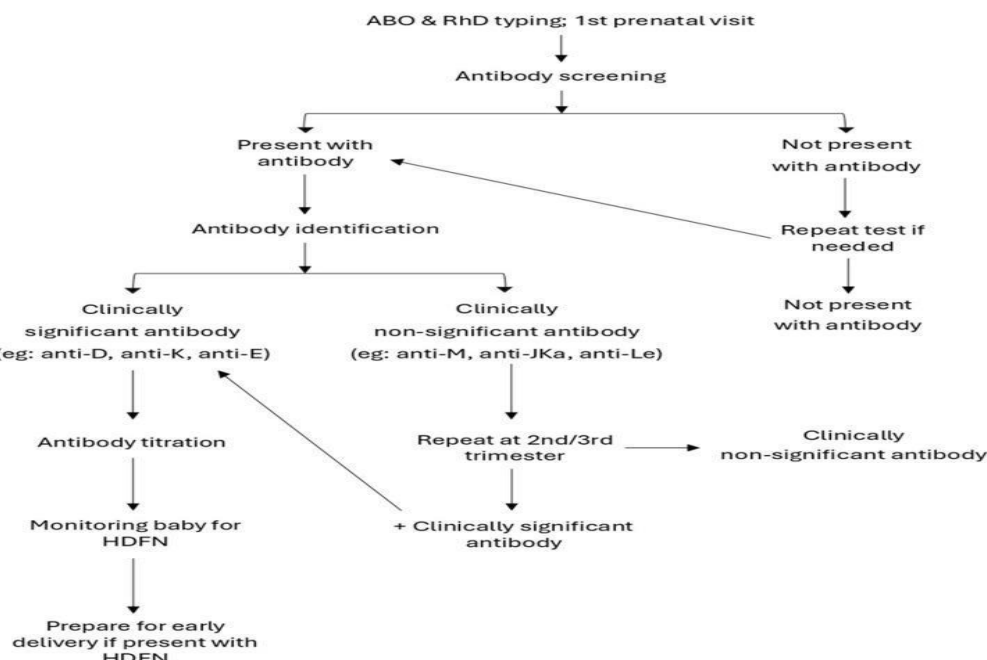 ABO & RhD typing; 1st prenatal visit
Antibody screening
Present with
antibody
Not present
with antibody
Antibody identification
Repeat test if
needed
Not present
with antibody
Clinically
significant antibody
(eg: anti-D, anti-K, anti-E)
Clinically
non-significant antibody
(eg: anti-M, anti-JKa, anti-Le)
Antibody titration
Repeat at 2nd/3rd
trimester
Clinically
non-significant antibody
Monitoring baby for
HDFN
+ Clinically significant
antibody
Prepare for early
delivery if present with
HDFN